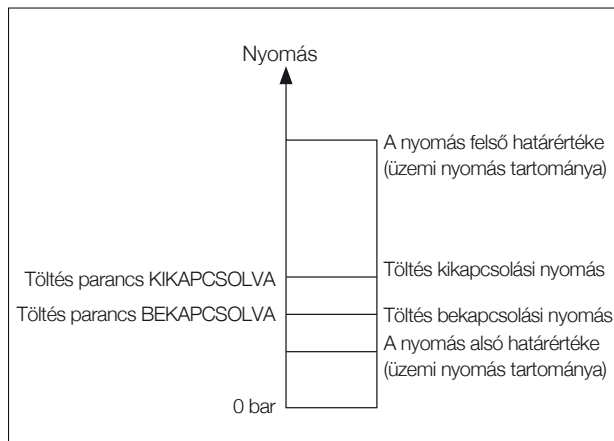 Nyomás
A nyomás felső határértéke
(üzemi nyomás tartománya)
Töltés parancs KIKAPCSOLVA
Töltés kikapcsolási nyomás
Töltés parancs BEKAPCSOLVA
Töltés bekapcsolási nyomás
A nyomás alsó határértéke
(üzemi nyomás tartománya)
0 bar